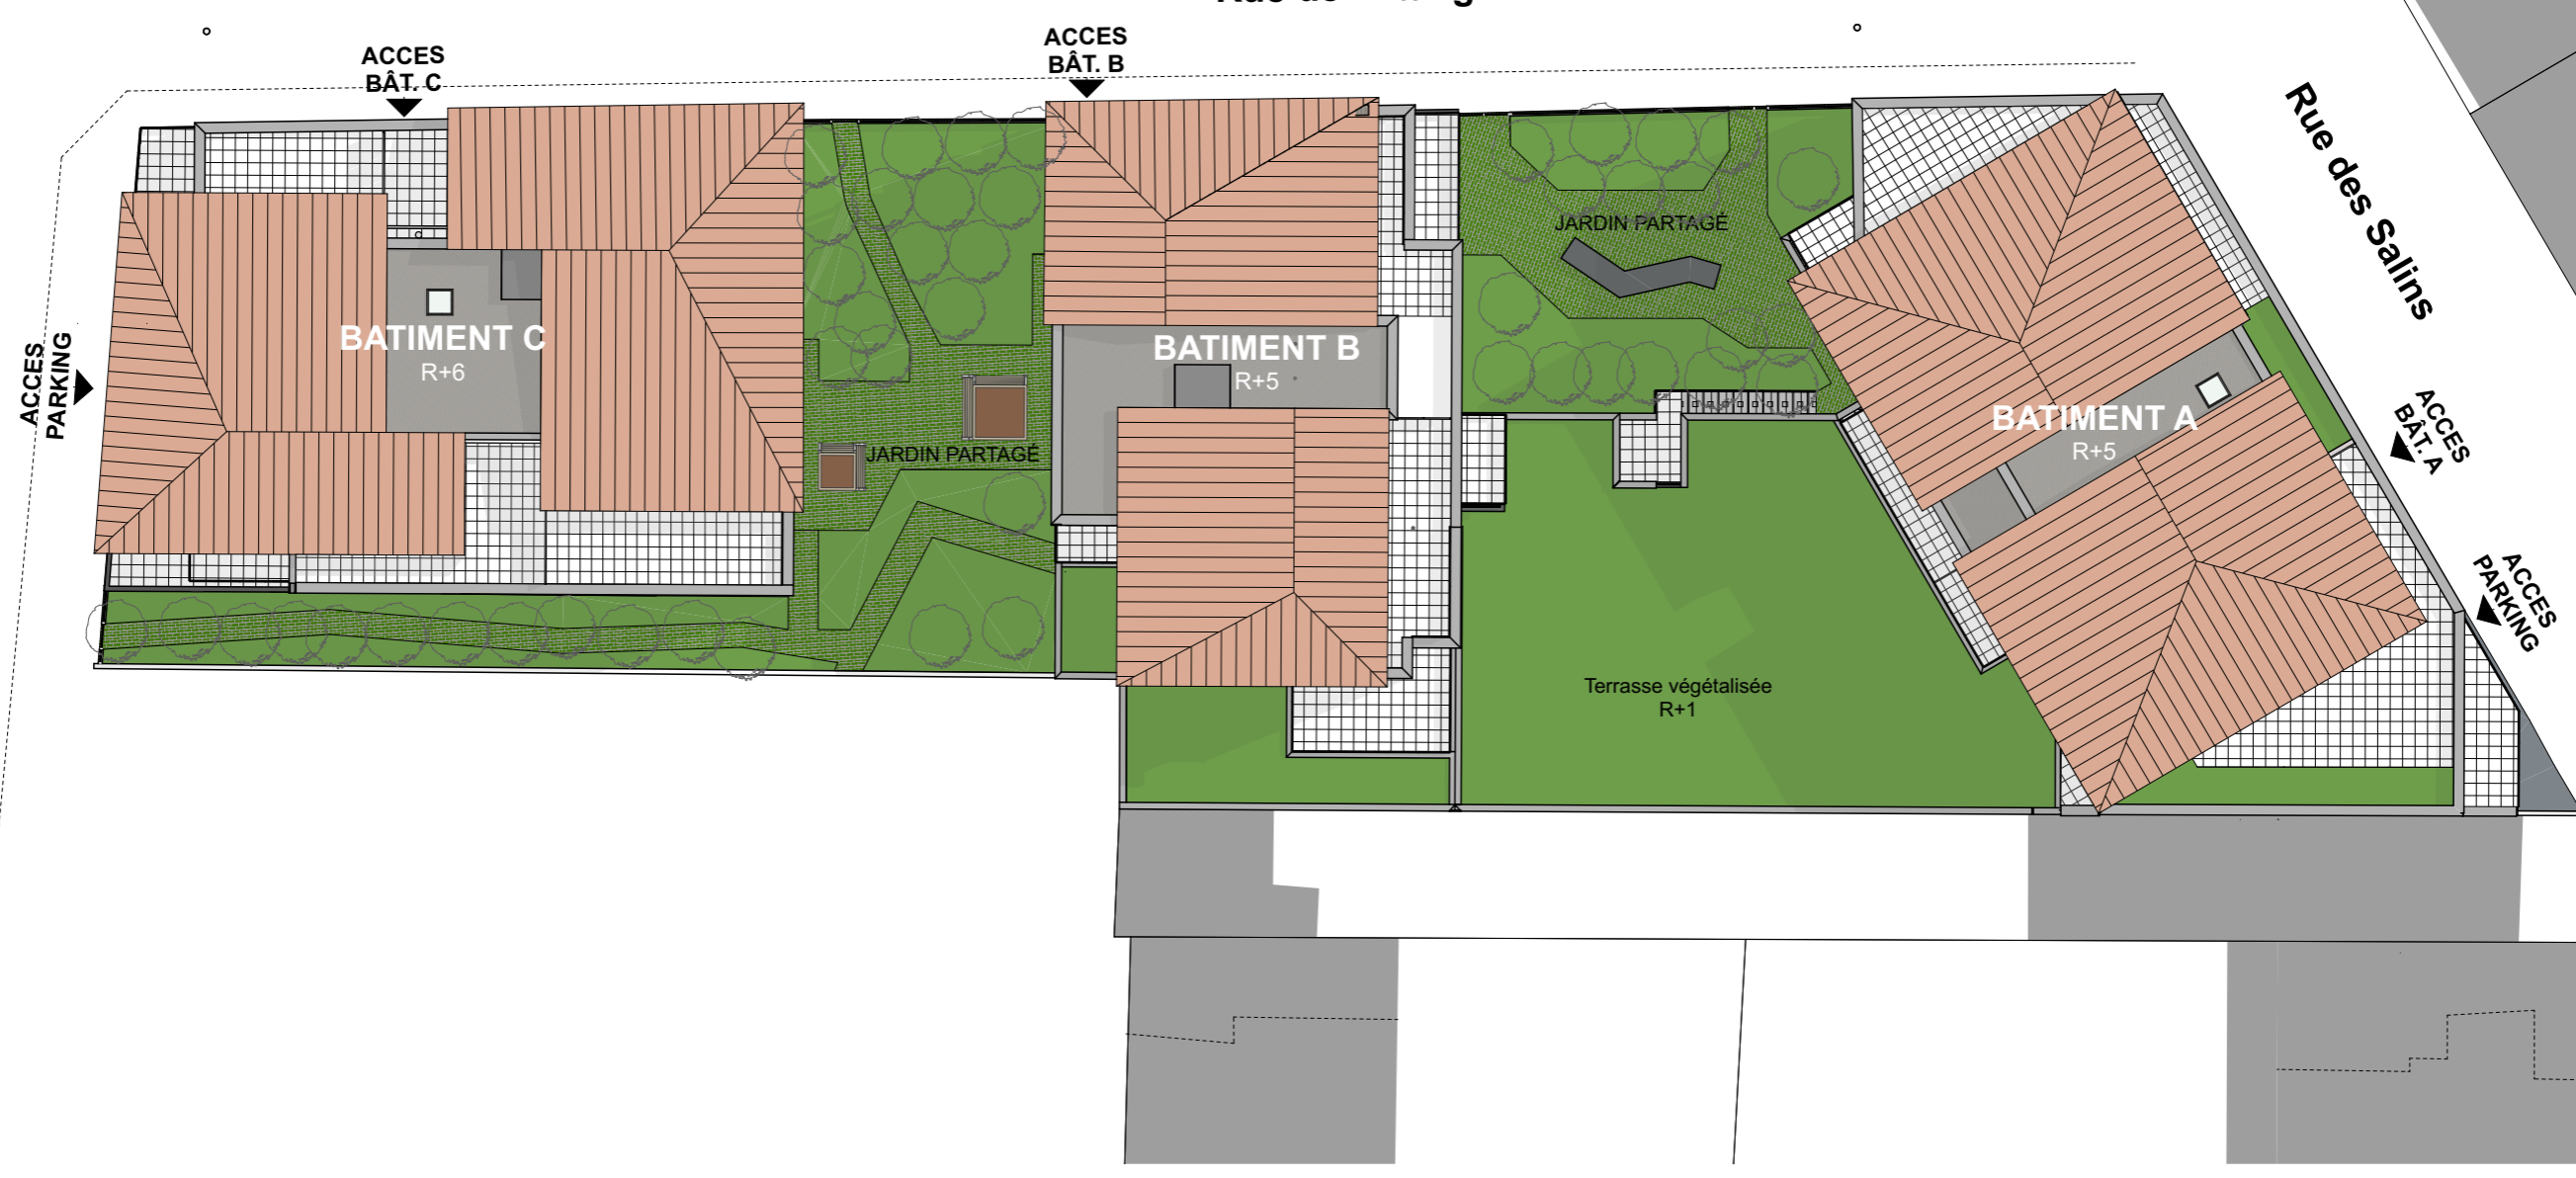 ACCES
BÂT. C
ACCES
BÂT. B
Rue des Salins
JARDIN PARTAGÉ
ACCES
PARKING
BATIMENT C
R+6
BATIMENT B
R+5
BATIMENT A
R+5
ACCES
BÂT. A
JARDIN PARTAGÉ
ACCES
PARKING
Terrasse végétalisée
R+1